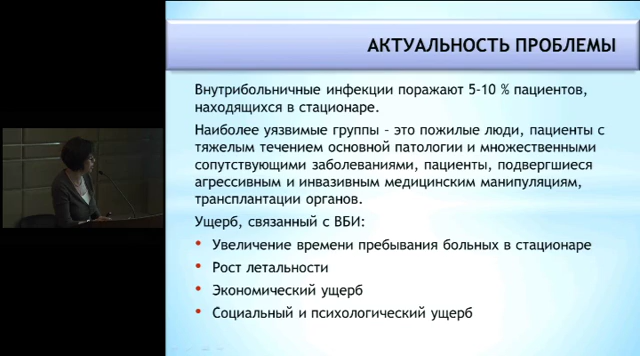 АКТУАЛЬНОСТЬ ПРОБЛЕМЫ
Внутрибольничные инфекции поражают 5-10 % пациентов,
находящихся в стационаре.
Наиболее уязвимые группы – это пожилые люди, пациенты с
тяжелым течением основной патологии и множественными
сопутствующими заболеваниями, пациенты, подвергшиеся
агрессивным и инвазивным медицинским манипуляциям,
трансплантации органов.
Ущерб, связанный с ВБИ:
• Увеличение времени пребывания больных в стационаре
• Рост летальности
• Экономический ущерб
• Социальный и психологический ущерб